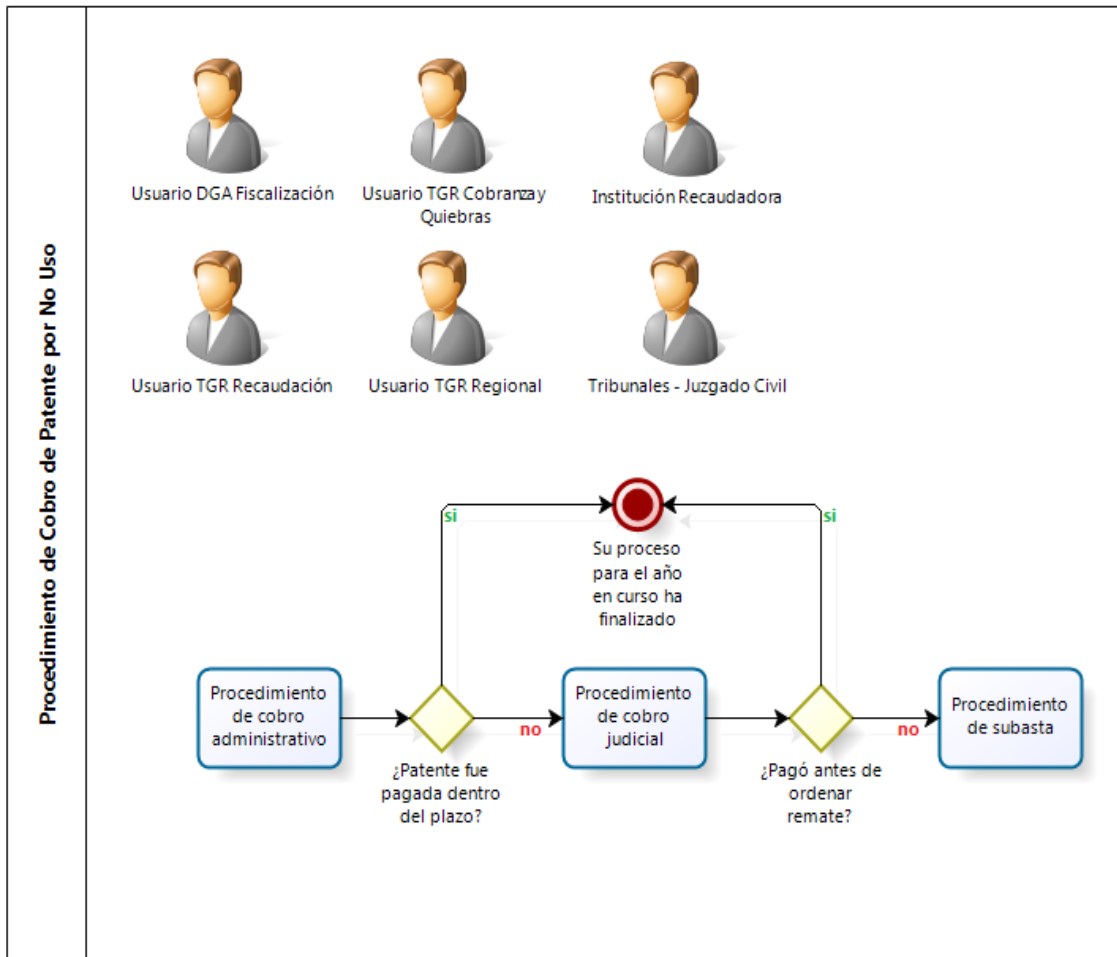 Procedimiento de Cobro de Patente por No Uso
Usuario DGA Fiscalización
Usuario TGR Cobranza y
Quiebras
Institución Recaudadora
Usuario TGR Recaudación
Usuario TGR Regional
Tribunales - Juzgado Civil
si
si
Su proceso
para el año
en curso ha
finalizado
Procedimiento
de cobro
administrativo
no
Procedimiento
de cobro
judicial
no
Procedimiento
de subasta
¿Patente fue
pagada dentro
del plazo?
¿Pagó antes de
ordenar
remate?